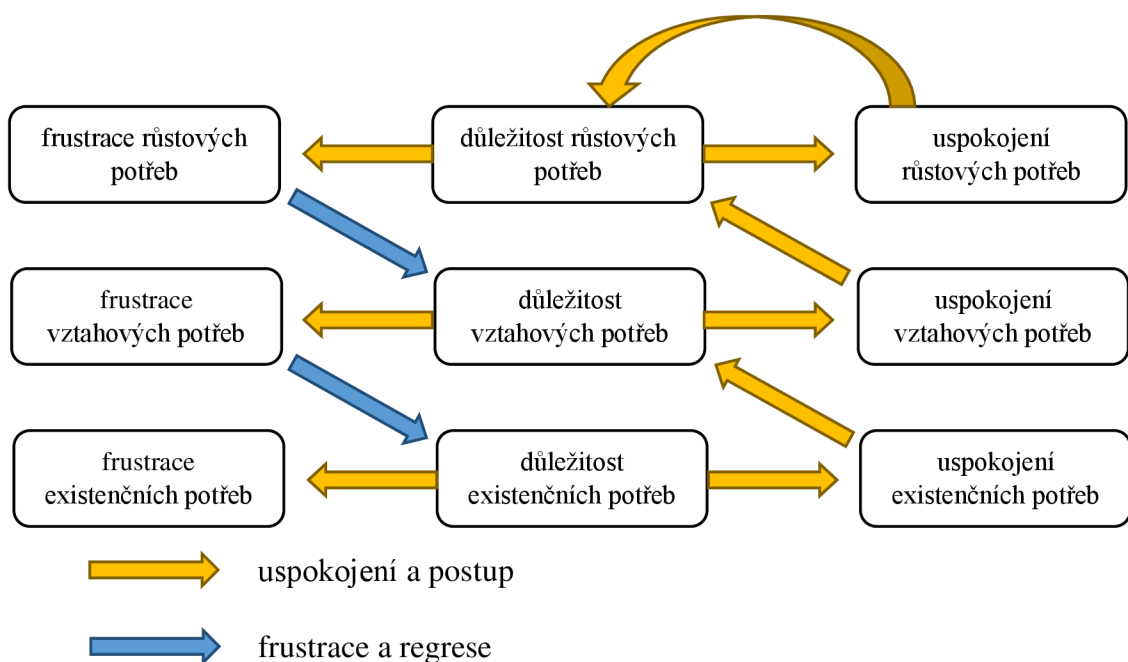 frustrace růstových
potřeb
důležitost růstových
potřeb
uspokojení
růstových potřeb
frustrace
vztahových potřeb
důležitost
vztahových potřeb
uspokojení
vztahových potřeb
frustrace
existenčních potřeb
důležitost
existenčních potřeb
uspokojení
existenčních potřeb
uspokojení a postup
frustrace a regrese